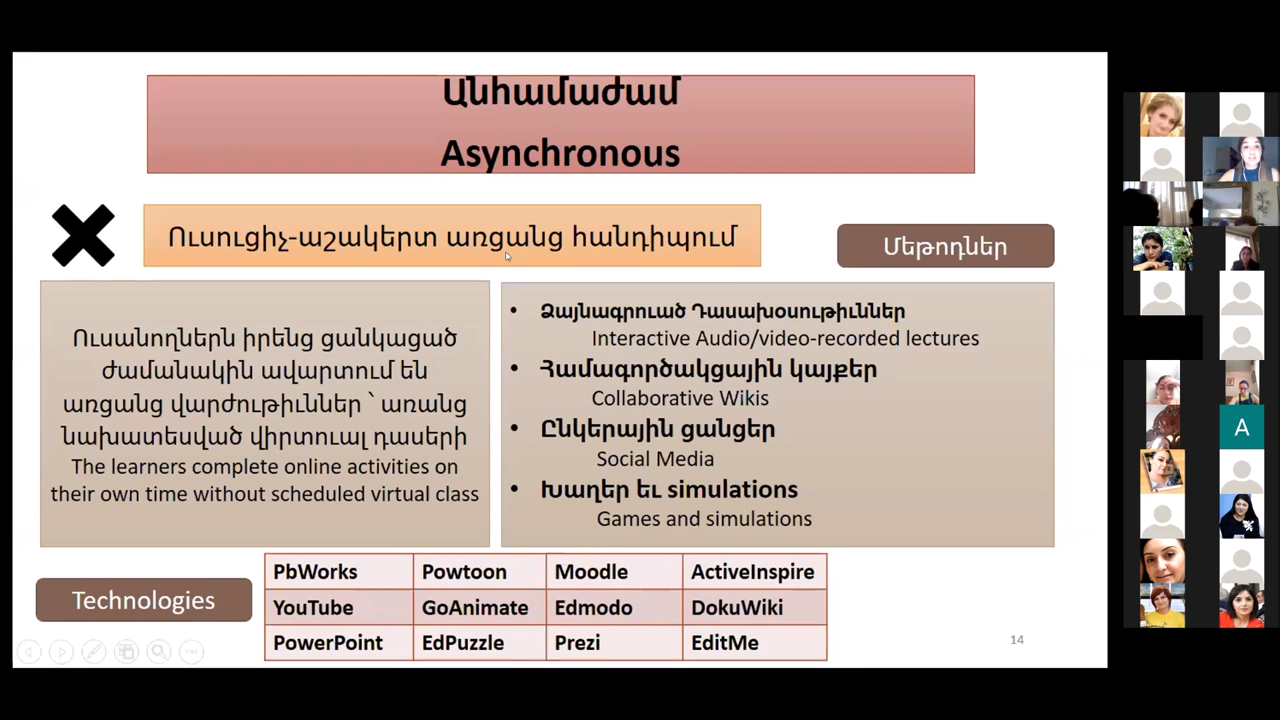 Անհամաժամ
Asynchronous
Ուսուցիչ-աշակերտ առցանց հանդիպում
Մեթոդներ
Ուսանողներն իրենց ցանկացած
ժամանակին ավարտում են
առցանց վարժութիւններ ՝ առանց
նախատեսված վիրտուալ դասերի
The learners complete online activities on
their own time without scheduled virtual class
• Ձայնագրուած Դասախօսութիւններ
Interactive Audio/video-recorded lectures
• Համագործակցային կայքեր
Collaborative Wikis
• Ընկերային ցանցեր
Social Media
• Խաղեր եւ simulations
Games and simulations
Technologies
PbWorks Powtoon Moodle ActiveInspire
YouTube GoAnimate Edmodo DokuWiki
PowerPoint EdPuzzle Prezi EditMe
14
A